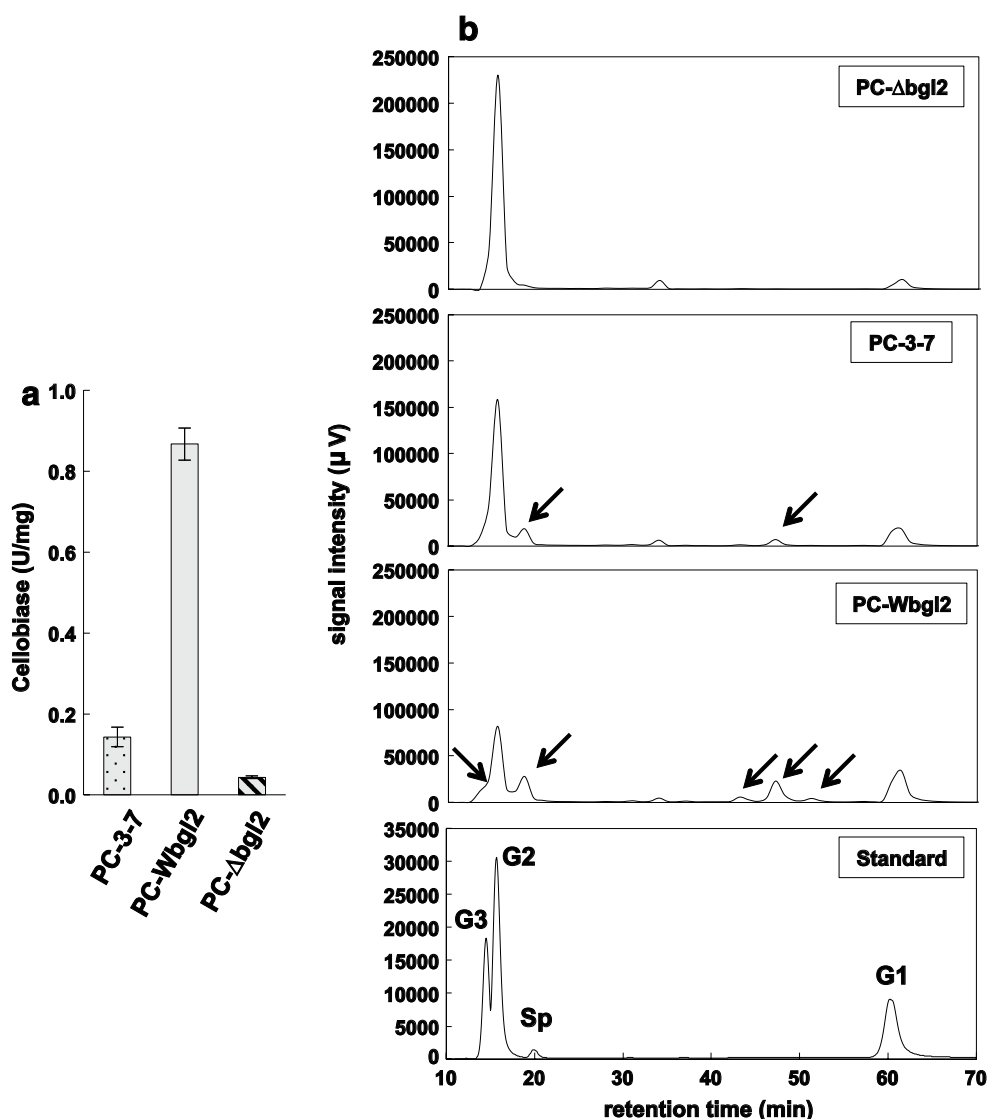 a
1.0
0.8
0.6
0.4
0.2
0.0
Cellobiase (U/mg)
PC-3-7
PC-Wbgl2
PC-Δbgl2
b
signal intensity (μ V)
250000
200000
150000
100000
50000
0
PC-Δbgl2
250000
200000
150000
100000
50000
0
PC-3-7
250000
200000
150000
100000
50000
0
PC-Wbgl2
35000
30000
25000
20000
15000
10000
5000
0
Standard
G3
G2
Sp
G1
10 20 30 40 50 60 70
retention time (min)